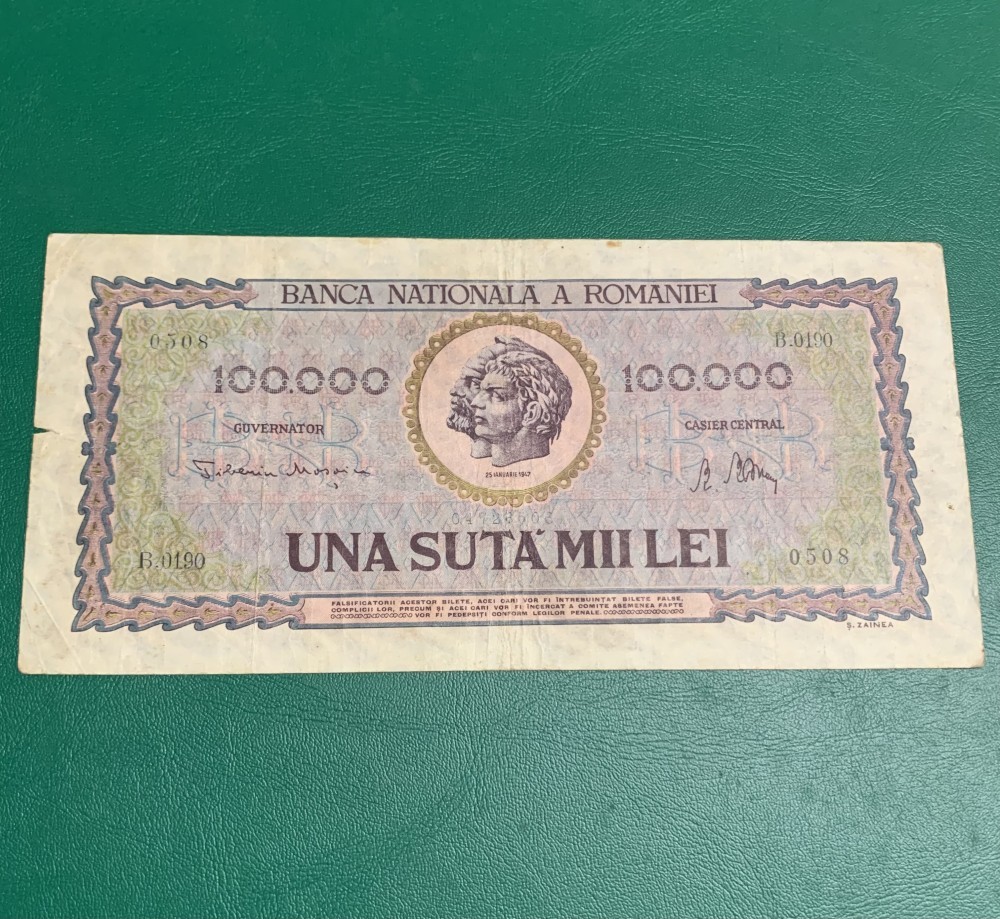 BANCA NATIONALA A ROMANIEI
0508
B.0190
100.000
100.000
GUVERNATOR
CASIER CENTRAL
25 IANUARIE 1947
UNA SUTĂ MII LEI
B.0190
0508
FALSIFICATORII ACESTOR BILETE, ACEI CARI VOR FI ÎNTREBUINȚAT BILETE FALSE,
COMPLICII LOR, PRECUM ȘI ACEI CARI VOR FI ÎNCERCAT A COMITE ASEMENEA FAPTE
VOR FI PEDEPSIȚI CONFORM LEGILOR PENALE
Ș. ZAINEA